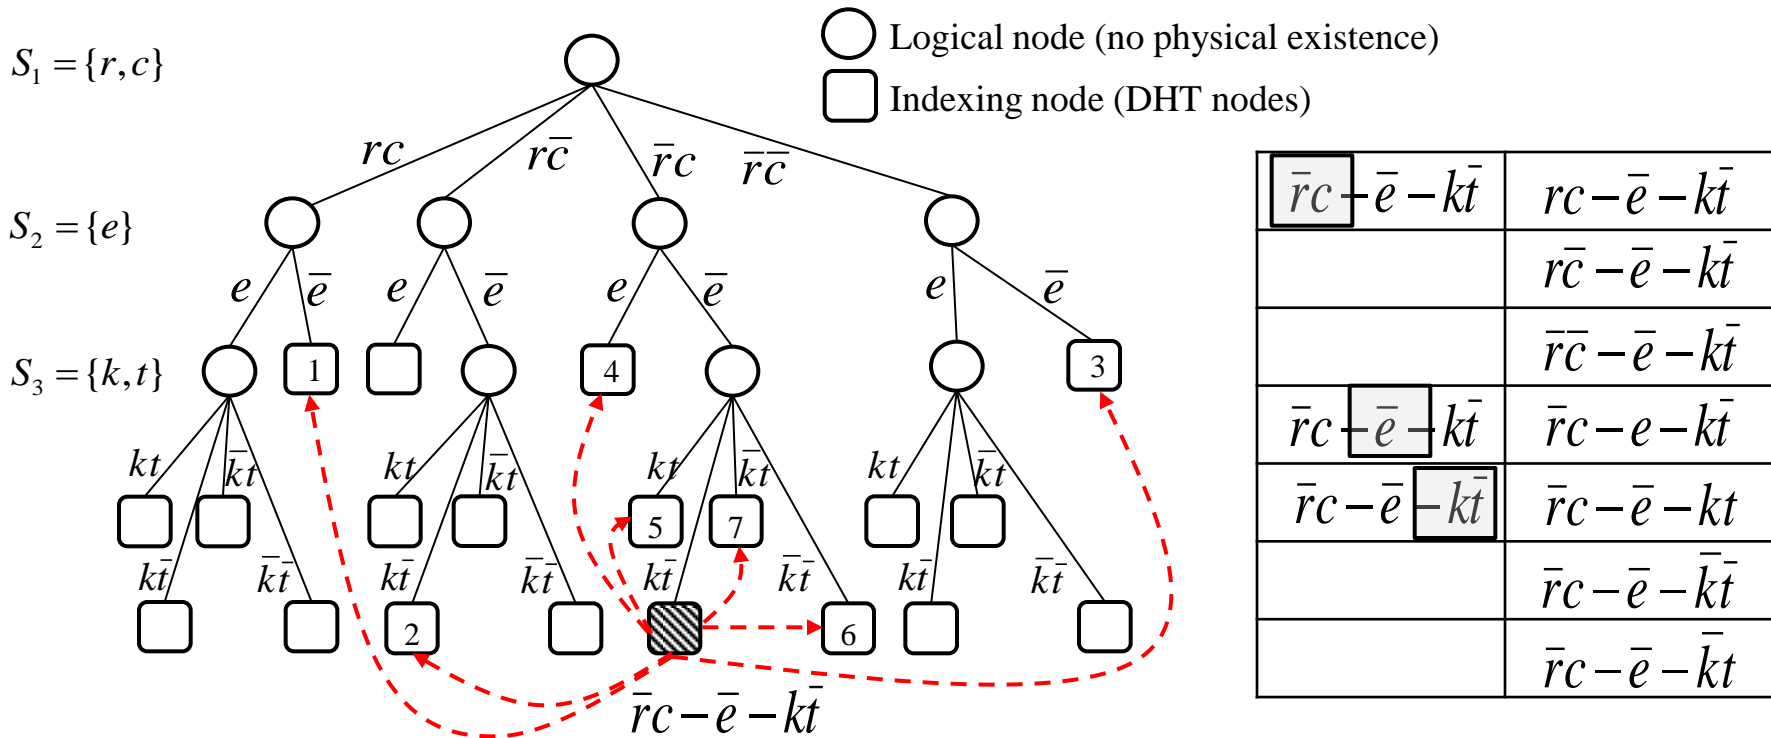 S₁ = {r, c}
Logical node (no physical existence)
Indexing node (DHT nodes)
rc
rc̅
r̅c
r̅c̅
S₂ = {e}
e
e̅
e
e̅
e
e̅
e
e̅
S₃ = {k, t}
1
4
3
kt
k̅t
kt
k̅t
kt
k̅t
kt
k̅t
5
7
kt̅
k̅t̅
kt̅
k̅t̅
kt̅
k̅t̅
kt̅
k̅t̅
2
6
r̅c – e̅ – kt̅
r̅c – e̅ – kt̅
rc – e̅ – kt̅
rc̅ – e̅ – kt̅
r̅c̅ – e̅ – kt̅
r̅c – e̅ – kt̅
r̅c – e – kt̅
r̅c – e̅ – kt̅
r̅c – e̅ – kt
r̅c – e̅ – k̅t̅
r̅c – e̅ – k̅t